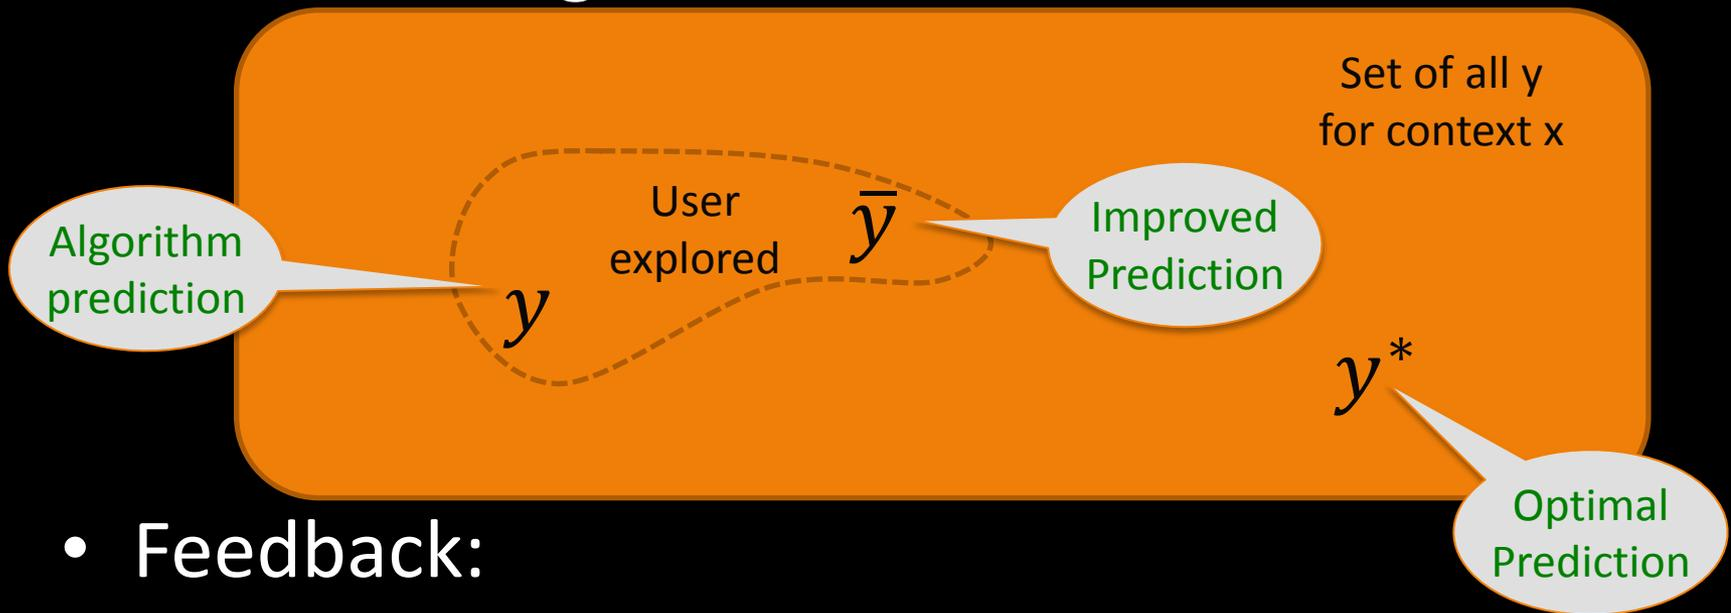 Set of all y
for context x
User
explored
ȳ
Improved
Prediction
Algorithm
prediction
y
y*
Optimal
Prediction
• Feedback: